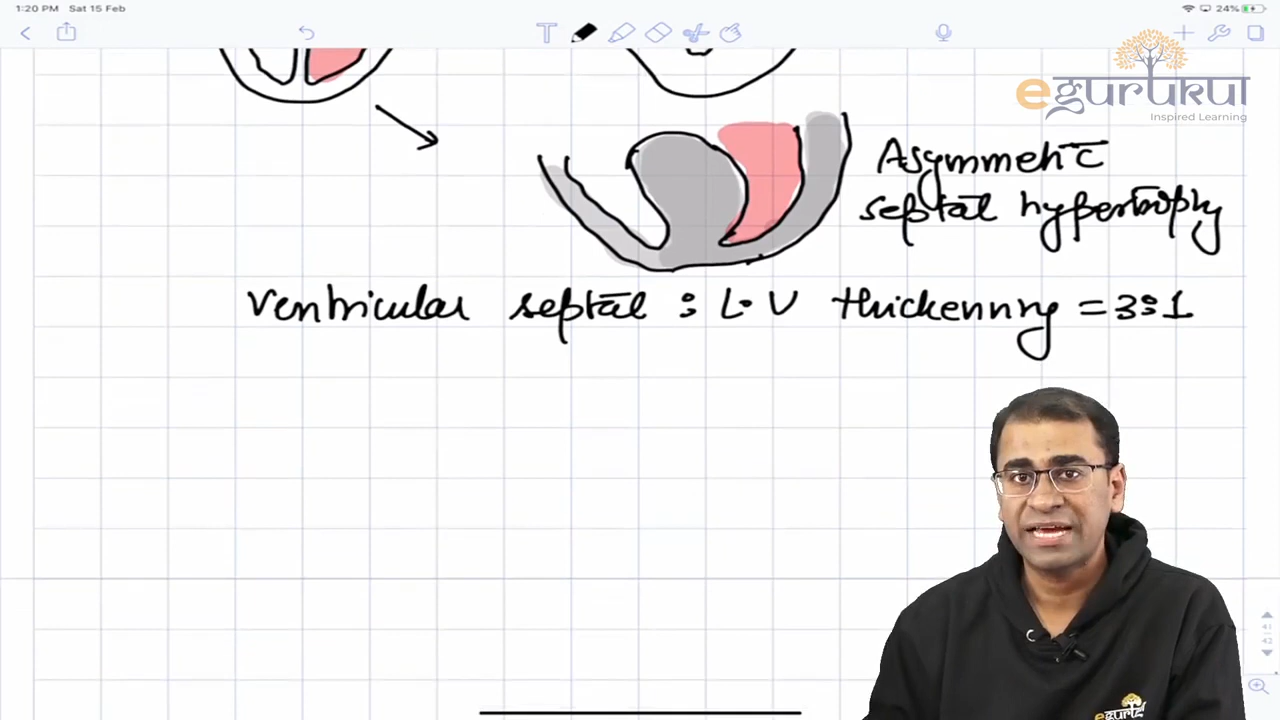 1:20 PM Sat 15 Feb
24%
egurukul
Inspired Learning
Asymmetric
septal hypertrophy
Ventricular septal : L.V thickenning = 3:1